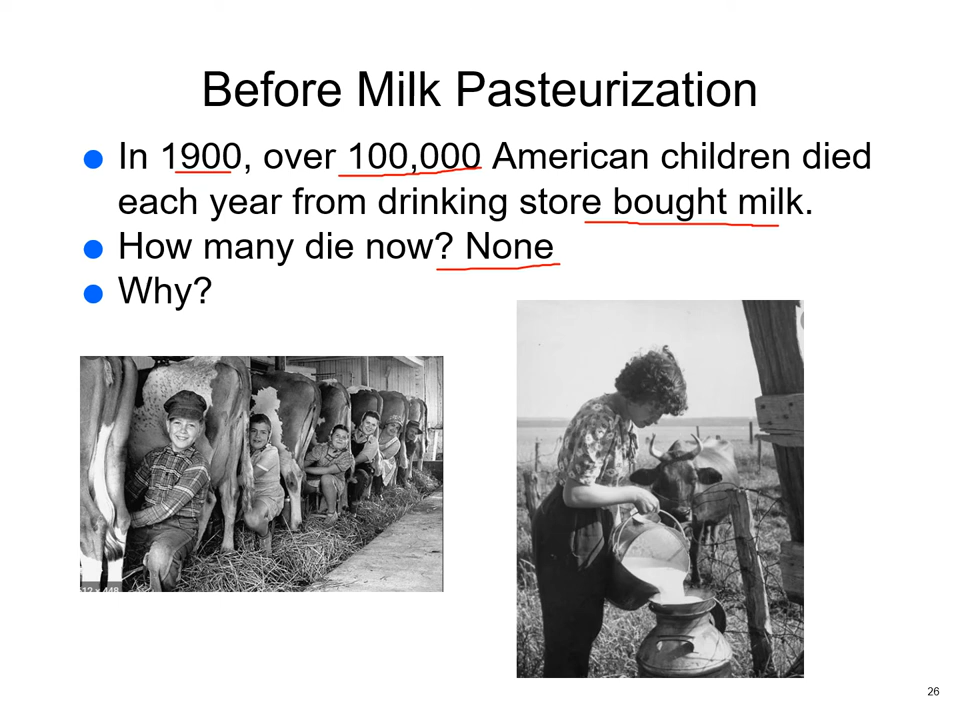 Before Milk Pasteurization
In 1900, over 100,000 American children died
each year from drinking store bought milk.
How many die now? None
Why?
26